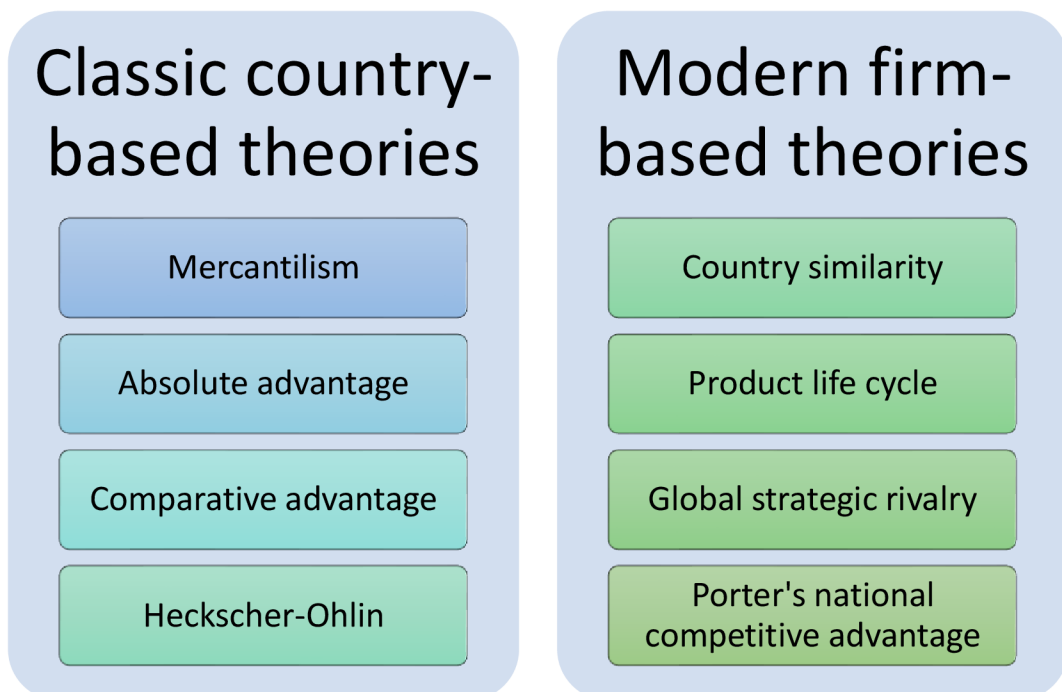 Classic country-
based theories
Mercantilism
Absolute advantage
Comparative advantage
Heckscher-Ohlin
Modern firm-
based theories
Country similarity
Product life cycle
Global strategic rivalry
Porter's national
competitive advantage